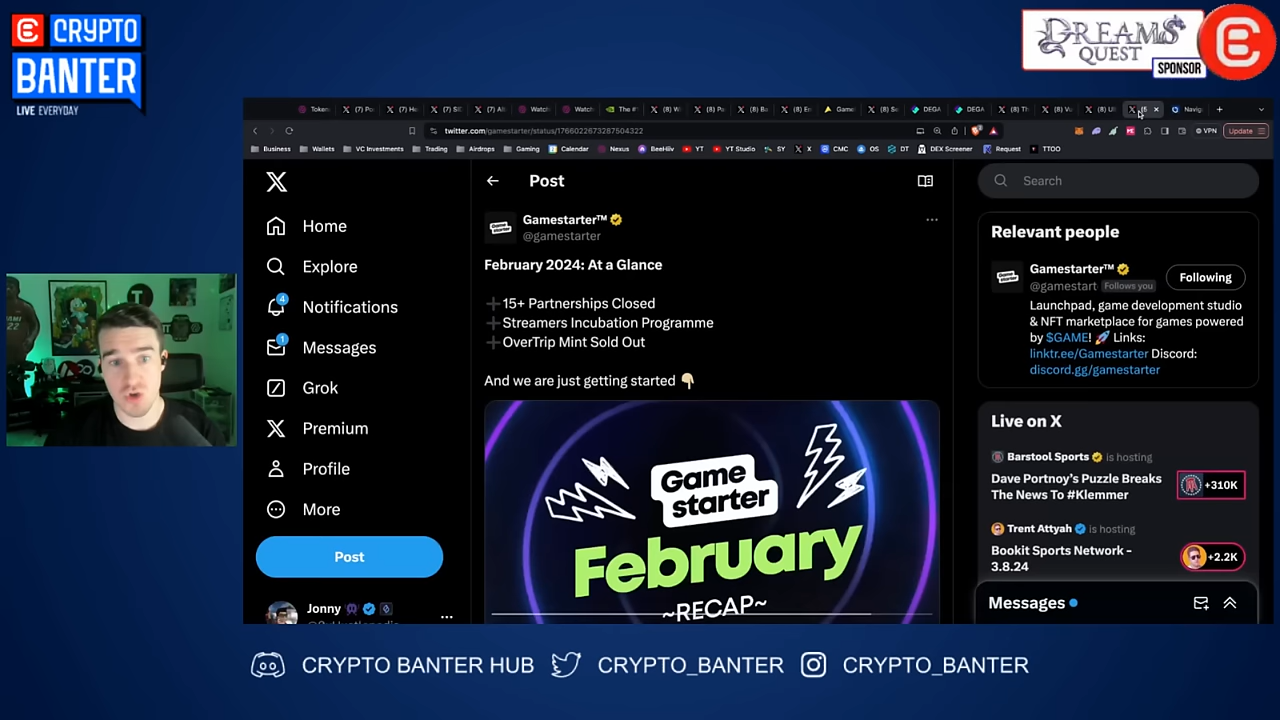 CRYPTO
BANTER
LIVE EVERYDAY
DREAMS
QUEST
SPONSOR
twitter.com/gamestarter/status/1766022673287504322
VPN
Update
Business
Wallets
VC Investments
Trading
Airdrops
Gaming
Calendar
Nexus
BeeHiiv
YT
YT Studio
SY
X
CMC
OS
DT
DEX Screener
Request
TTOO
Home
Explore
4
Notifications
1
Messages
Grok
Premium
Profile
More
Post
Jonny
Post
Gamestarter™
@gamestarter
February 2024: At a Glance
➕15+ Partnerships Closed
➕Streamers Incubation Programme
➕OverTrip Mint Sold Out
And we are just getting started 👇🏼
Game
starter
February
~RECAP~
Search
Relevant people
Gamestarter™
Following
@gamestart Follows you
Launchpad, game development studio
& NFT marketplace for games powered
by $GAME! 🚀 Links:
linktr.ee/Gamestarter Discord:
discord.gg/gamestarter
Live on X
Barstool Sports is hosting
Dave Portnoy's Puzzle Breaks
The News To #Klemmer
+310K
Trent Attyah is hosting
Bookit Sports Network -
3.8.24
+2.2K
Messages
CRYPTO BANTER HUB
CRYPTO_BANTER
CRYPTO_BANTER